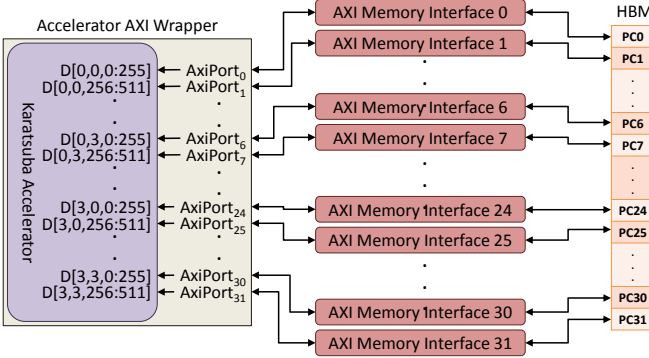 Accelerator AXI Wrapper
Karatsuba Accelerator
D[0,0,0:255] AxiPort0
D[0,0,256:511] AxiPort1
D[0,3,0:255] AxiPort6
D[0,3,256:511] AxiPort7
D[3,0,0:255] AxiPort24
D[3,0,256:511] AxiPort25
D[3,3,0:255] AxiPort30
D[3,3,256:511] AxiPort31
AXI Memory Interface 0
AXI Memory Interface 1
AXI Memory Interface 6
AXI Memory Interface 7
AXI Memory Interface 24
AXI Memory Interface 25
AXI Memory Interface 30
AXI Memory Interface 31
HBM
PC0
PC1
PC6
PC7
PC24
PC25
PC30
PC31